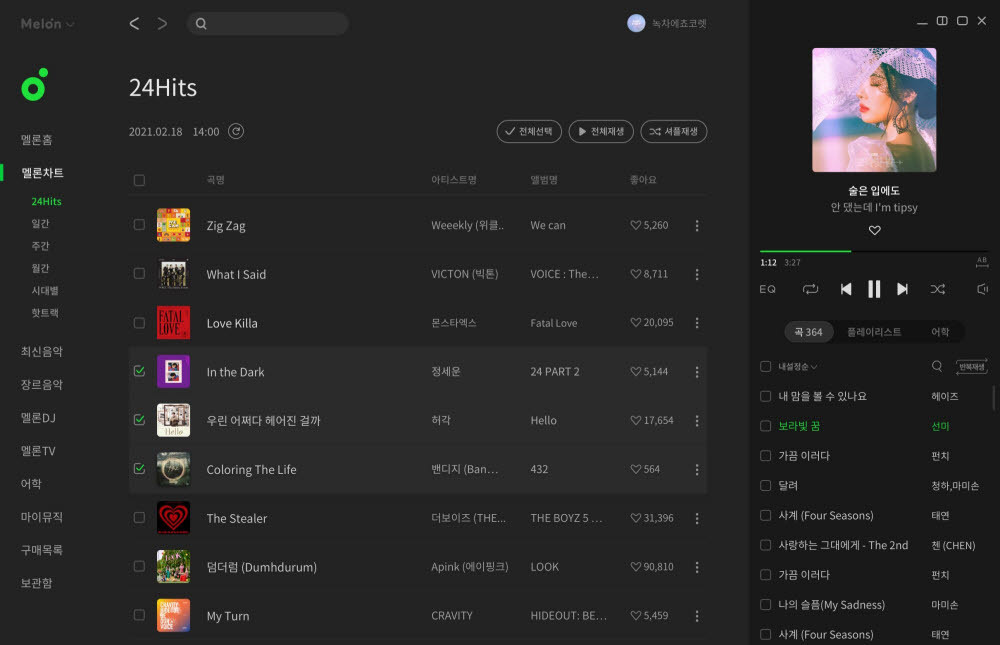 Melon
녹차에쵸코렛
24Hits
2021.02.18 14:00
전체선택
전체재생
셔플재생
멜론홈
멜론차트
24Hits
일간
주간
월간
시대별
핫트랙
최신음악
장르음악
멜론DJ
멜론TV
어학
마이뮤직
구매목록
보관함
곡명 아티스트명 앨범명 좋아요
Zig Zag Weeekly (위클.. We can 5,260
What I Said VICTON (빅톤) VOICE : The... 8,711
FATAL LOVE
Love Killa 몬스타엑스 Fatal Love 20,095
In the Dark 정세운 24 PART 2 5,144
Hello
우린 어쩌다 헤어진 걸까 허각 Hello 17,654
Coloring The Life 밴디지 (Ban... 432 564
The Stealer 더보이즈 (THE... THE BOYZ 5 ... 31,396
덤더럼 (Dumhdurum) Apink (에이핑크) LOOK 90,810
My Turn CRAVITY HIDEOUT: BE... 5,459
술은 입에도
안 댔는데 I'm tipsy
1:12 3:27
AB
EQ
곡 364 플레이리스트 어학
내설정순
반복재생
내 맘을 볼 수 있나요 헤이즈
보라빛 꿈 선미
가끔 이러다 펀치
달려 청하,마미손
사계 (Four Seasons) 태연
사랑하는 그대에게 - The 2nd 첸 (CHEN)
가끔 이러다 펀치
나의 슬픔(My Sadness) 마미손
사계 (Four Seasons) 태연